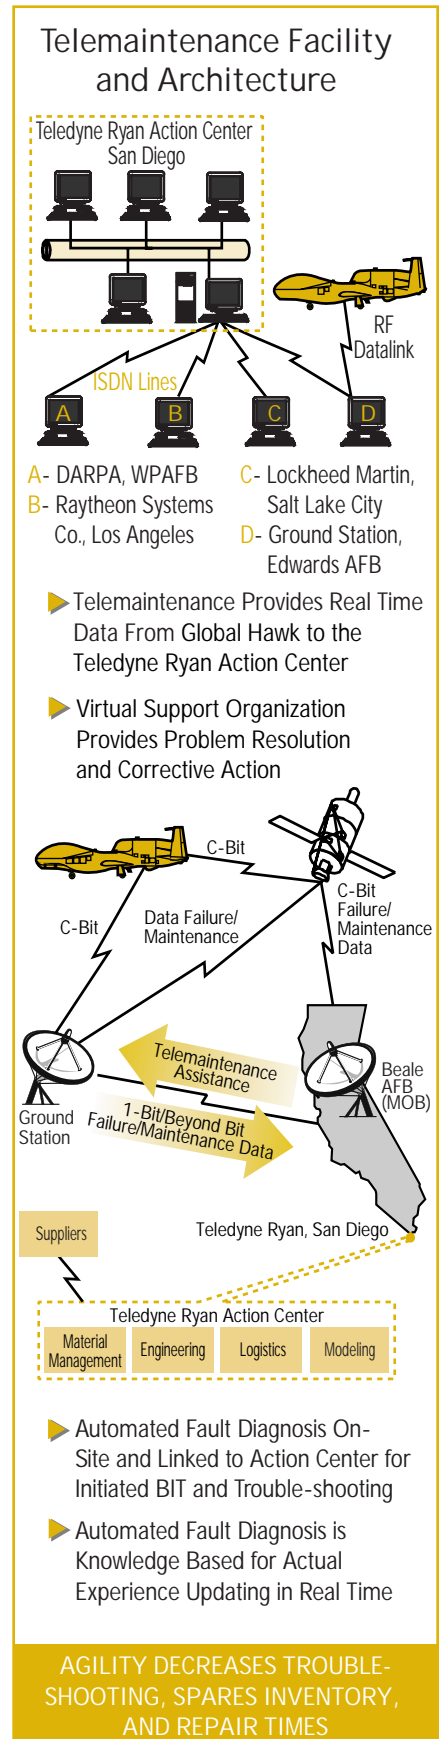 Telemaintenance Facility
and Architecture
Teledyne Ryan Action Center
San Diego
RF
Datalink
ISDN Lines
A
B
C
D
A- DARPA, WPAFB
B- Raytheon Systems
Co., Los Angeles
C- Lockheed Martin,
Salt Lake City
D- Ground Station,
Edwards AFB
Telemaintenance Provides Real Time
Data From Global Hawk to the
Teledyne Ryan Action Center
Virtual Support Organization
Provides Problem Resolution
and Corrective Action
C-Bit
C-Bit
Data Failure/
Maintenance
C-Bit
Failure/
Maintenance
Data
Telemaintenance
Assistance
1-Bit/Beyond Bit
Failure/Maintenance Data
Ground
Station
Beale
AFB
(MOB)
Suppliers
Teledyne Ryan, San Diego
Teledyne Ryan Action Center
Material
Management
Engineering
Logistics
Modeling
Automated Fault Diagnosis On-
Site and Linked to Action Center for
Initiated BIT and Trouble-shooting
Automated Fault Diagnosis is
Knowledge Based for Actual
Experience Updating in Real Time
AGILITY DECREASES TROUBLE-
SHOOTING, SPARES INVENTORY,
AND REPAIR TIMES